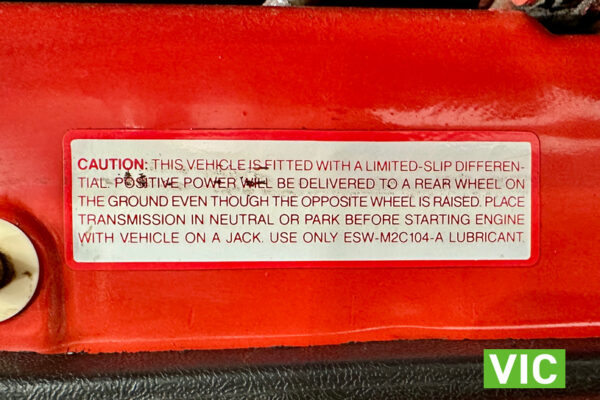 CAUTION: THIS VEHICLE IS FITTED WITH A LIMITED-SLIP DIFFEREN-
TIAL. POSITIVE POWER WILL BE DELIVERED TO A REAR WHEEL ON
THE GROUND EVEN THOUGH THE OPPOSITE WHEEL IS RAISED. PLACE
TRANSMISSION IN NEUTRAL OR PARK BEFORE STARTING ENGINE
WITH VEHICLE ON A JACK. USE ONLY ESW-M2C104-A LUBRICANT.
VIC